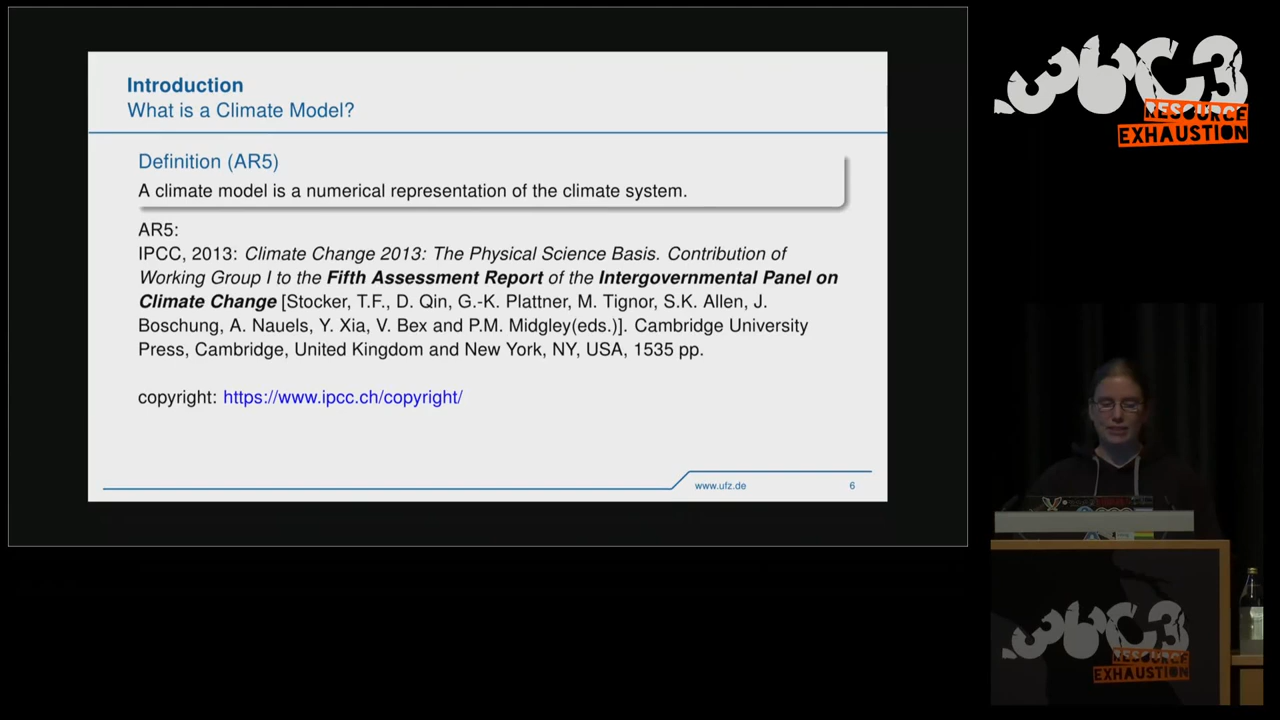 Introduction
What is a Climate Model?
Definition (AR5)
A climate model is a numerical representation of the climate system.
AR5:
IPCC, 2013: Climate Change 2013: The Physical Science Basis. Contribution of
Working Group I to the Fifth Assessment Report of the Intergovernmental Panel on
Climate Change [Stocker, T.F., D. Qin, G.-K. Plattner, M. Tignor, S.K. Allen, J.
Boschung, A. Nauels, Y. Xia, V. Bex and P.M. Midgley(eds.)]. Cambridge University
Press, Cambridge, United Kingdom and New York, NY, USA, 1535 pp.
copyright: https://www.ipcc.ch/copyright/
www.ufz.de
6
36C3
RESOURCE
EXHAUSTION
36C3
RESOURCE
EXHAUSTION